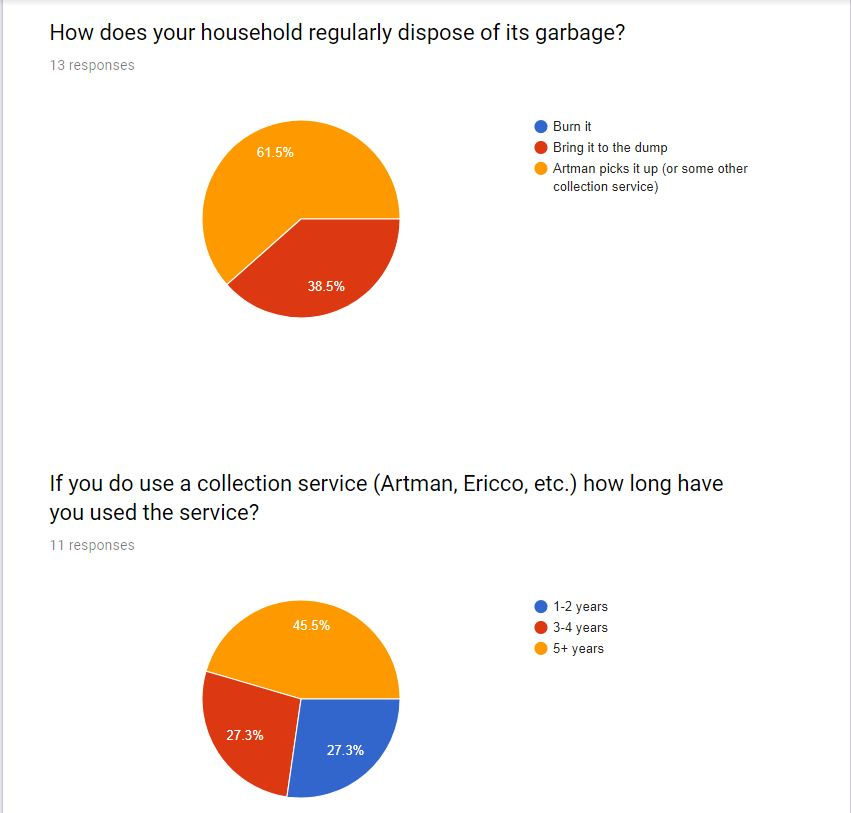 How does your household regularly dispose of its garbage?
13 responses
61.5%
38.5%
Burn it
Bring it to the dump
Artman picks it up (or some other
collection service)
If you do use a collection service (Artman, Ericco, etc.) how long have
you used the service?
11 responses
45.5%
27.3%
27.3%
1-2 years
3-4 years
5+ years